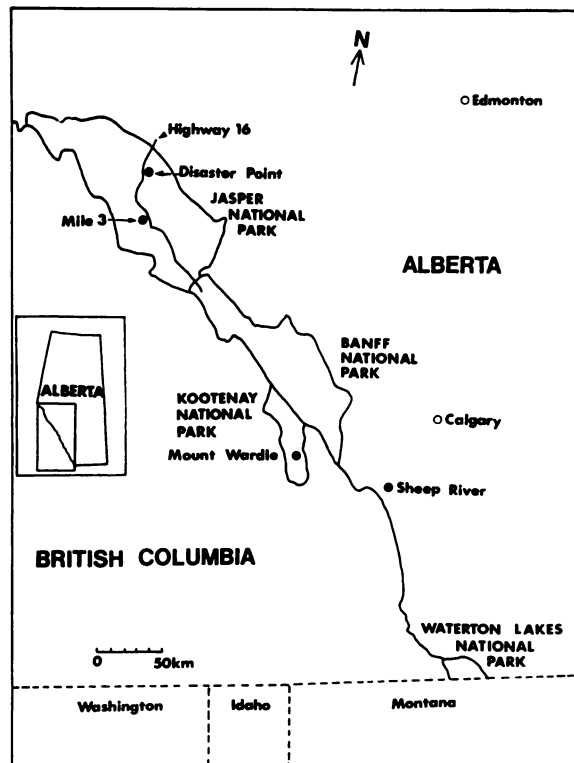 N
Edmonton
Highway 16
Disaster Point
JASPER
NATIONAL
PARK
Mile 3
ALBERTA
BANFF
NATIONAL
PARK
ALBERTA
KOOTENAY
NATIONAL
PARK
Calgary
Mount Wardle
Sheep River
BRITISH COLUMBIA
WATERTON LAKES
NATIONAL
PARK
0 50km
Washington Idaho Montana